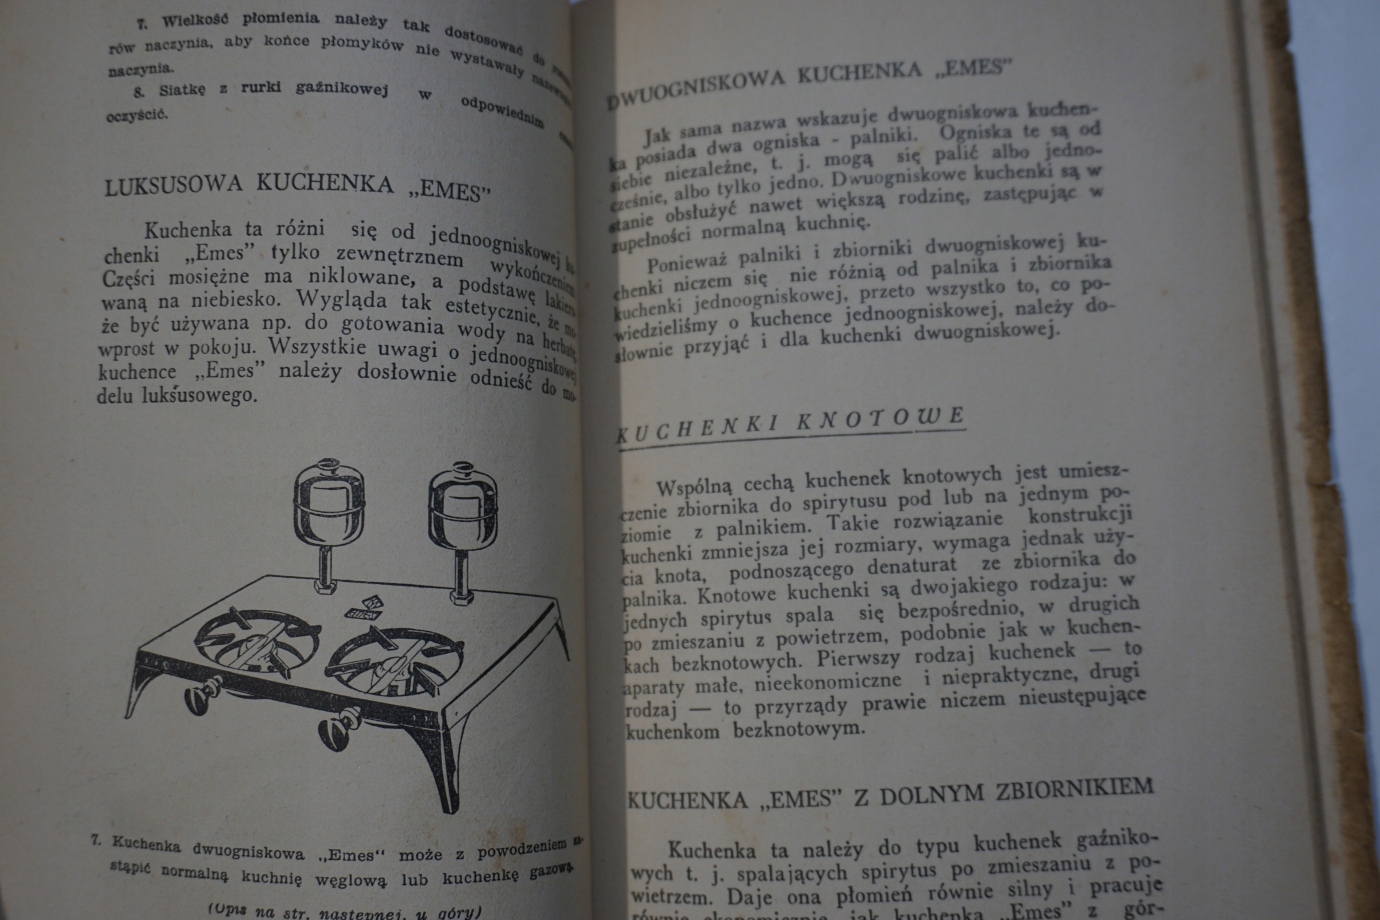 7. Wielkość płomienia należy tak dostosować do
rów naczynia, aby końce płomyków nie wystawały
naczynia.
8. Siatkę z rurki gaźnikowej w odpowiednim
oczyścić.
LUKSUSOWA KUCHENKA „EMES”
Kuchenka ta różni się od jednoogniskowej ku-
chenki „Emes” tylko zewnętrznem wykończeniem
Części mosiężne ma niklowane, a podstawę lakiero-
waną na niebiesko. Wygląda tak estetycznie, że mo-
że być używana np. do gotowania wody na herbatę
wprost w pokoju. Wszystkie uwagi o jednoogniskowej
kuchence „Emes” należy dosłownie odnieść do mo-
delu luksusowego.
7. Kuchenka dwuogniskowa „Emes“ może z powodzeniem za-
stąpić normalną kuchnię węglową lub kuchenkę gazową.
(Opis na str. następnej, u góry)
DWUOGNISKOWA KUCHENKA „EMES”
Jak sama nazwa wskazuje dwuogniskowa kuchen-
ka posiada dwa ogniska - palniki. Ogniska te są od
siebie niezależne, t. j. mogą się palić albo jedno-
cześnie, albo tylko jedno. Dwuogniskowe kuchenki są w
stanie obsłużyć nawet większą rodzinę, zastępując w
zupełności normalną kuchnię.
Ponieważ palniki i zbiorniki dwuogniskowej ku-
chenki niczem się nie różnią od palnika i zbiornika
kuchenki jednoogniskowej, przeto wszystko to, co po-
wiedzieliśmy o kuchence jednoogniskowej, należy do-
słownie przyjąć i dla kuchenki dwuogniskowej.
KUCHENKI KNOTOWE
Wspólną cechą kuchenek knotowych jest umiesz-
czenie zbiornika do spirytusu pod lub na jednym po-
ziomie z palnikiem. Takie rozwiązanie konstrukcji
kuchenki zmniejsza jej rozmiary, wymaga jednak uży-
cia knota, podnoszącego denaturat ze zbiornika do
palnika. Knotowe kuchenki są dwojakiego rodzaju: w
jednych spirytus spala się bezpośrednio, w drugich
po zmieszaniu z powietrzem, podobnie jak w kuchen-
kach bezknotowych. Pierwszy rodzaj kuchenek — to
aparaty małe, nieekonomiczne i niepraktyczne, drugi
rodzaj — to przyrządy prawie niczem nieustępujące
kuchenkom bezknotowym.
KUCHENKA „EMES” Z DOLNYM ZBIORNIKIEM
Kuchenka ta należy do typu kuchenek gaźniko-
wych t. j. spalających spirytus po zmieszaniu z po-
wietrzem. Daje ona płomień równie silny i pracuje
równie ekonomicznie, jak kuchenka „Emes” z gór-